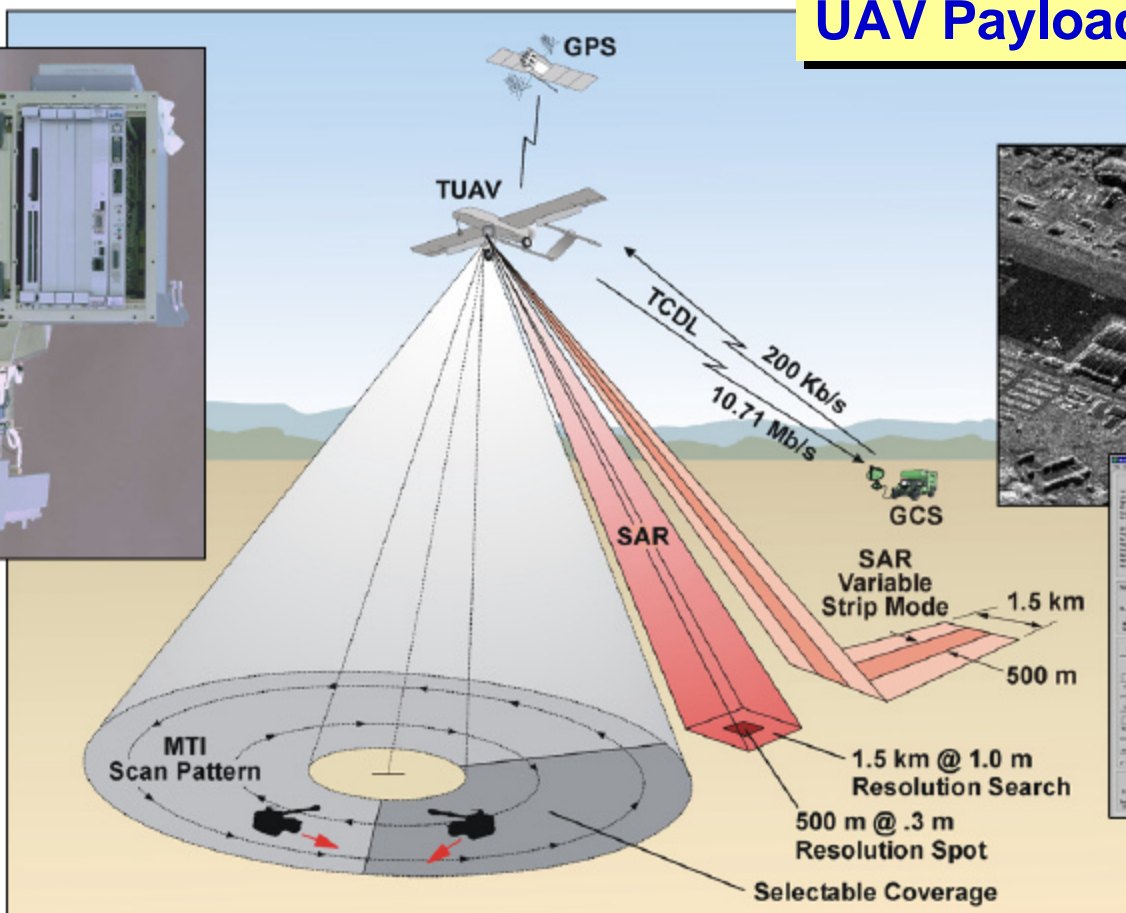 UAV Payload
GPS
TUAV
TCDL
200 Kb/s
10.71 Mb/s
GCS
SAR
SAR
Variable
Strip Mode
1.5 km
500 m
MTI
Scan Pattern
1.5 km @ 1.0 m
Resolution Search
500 m @ .3 m
Resolution Spot
Selectable Coverage